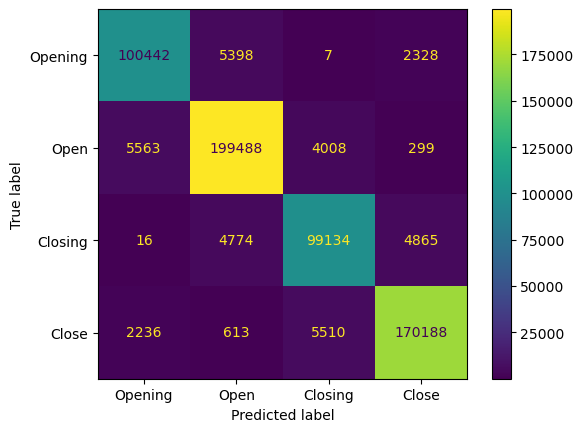 Opening 100442 5398 7 2328
Open 5563 199488 4008 299
Closing 16 4774 99134 4865
Close 2236 613 5510 170188
Opening Open Closing Close
Predicted label
True label
175000
150000
125000
100000
75000
50000
25000